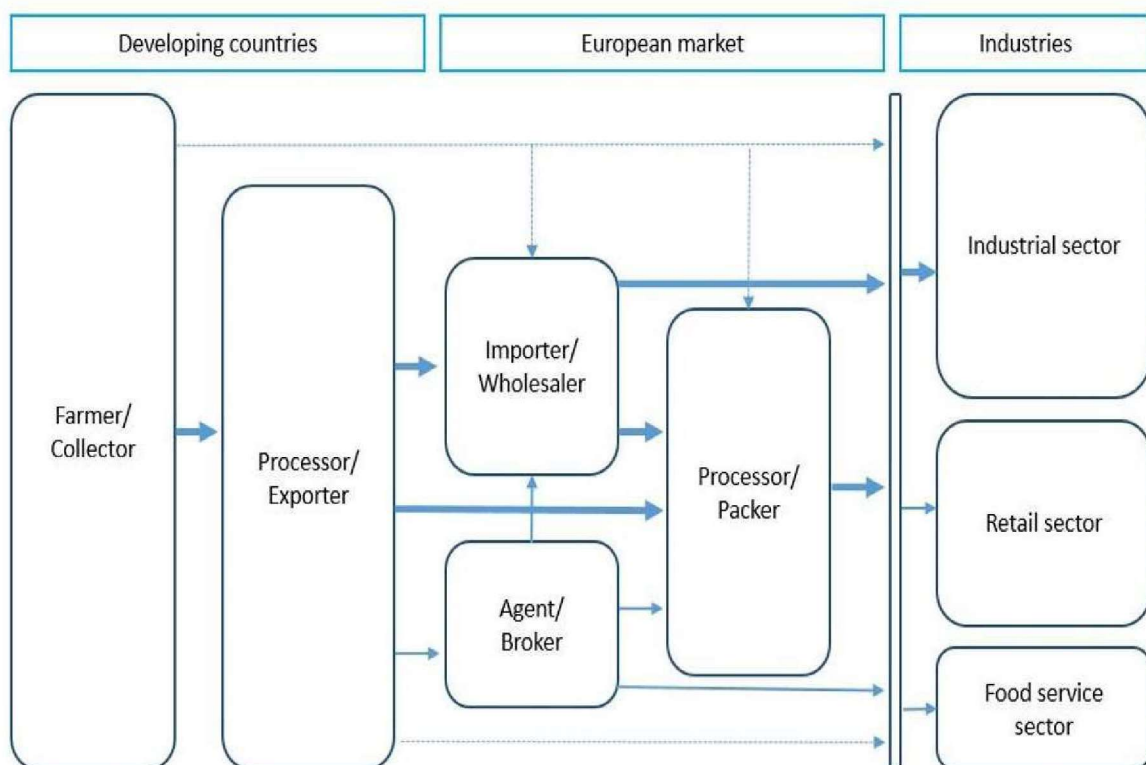 Developing countries
European market
Industries
Farmer/
Collector
Processor/
Exporter
Importer/
Wholesaler
Agent/
Broker
Processor/
Packer
Industrial sector
Retail sector
Food service
sector